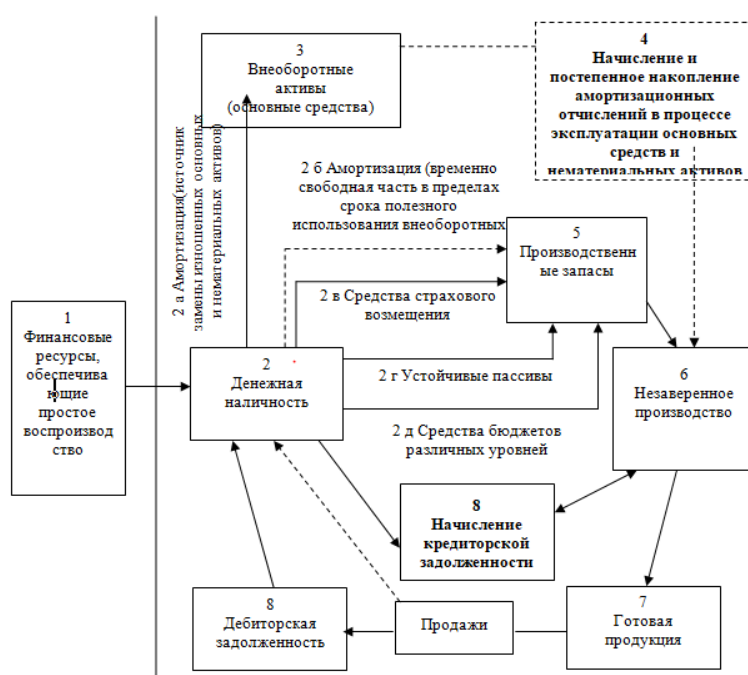 3
Внеоборотные
активы
(основные средства)
4
Начисление и
постепенное накопление
амортизационных
отчислений в процессе
эксплуатации основных
средств и
нематериальных активов
2 а Амортизация(источник
замены изношенных основных
и нематериальных активов)
2 б Амортизация (временно
свободная часть в пределах
срока полезного
использования внеоборотных
5
Производственн
ые запасы
2 в Средства страхового
возмещения
1
Финансовые
ресурсы,
обеспечива
ющие
простое
воспроизвод
ство
2
Денежная
наличность
2 г Устойчивые пассивы
6
Незаверенное
производство
2 д Средства бюджетов
различных уровней
8
Начисление
кредиторской
задолженности
8
Дебиторская
задолженность
Продажи
7
Готовая
продукция